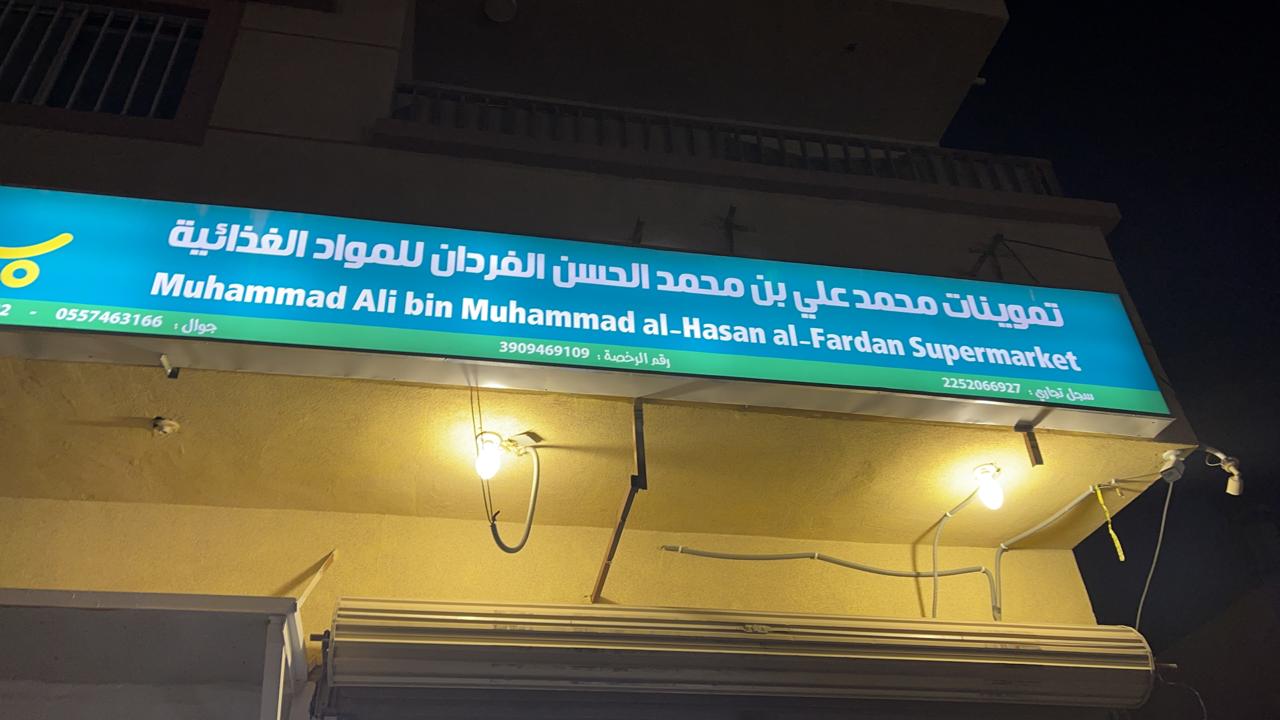 تموينات محمد علي بن محمد الحسن الفردان للمواد الغذائية
Muhammad Ali bin Muhammad al-Hasan al-Fardan Supermarket
سجل تجاري : 2252066927
رقم الرخصة : 3909469109
جوال : 0557463166 -